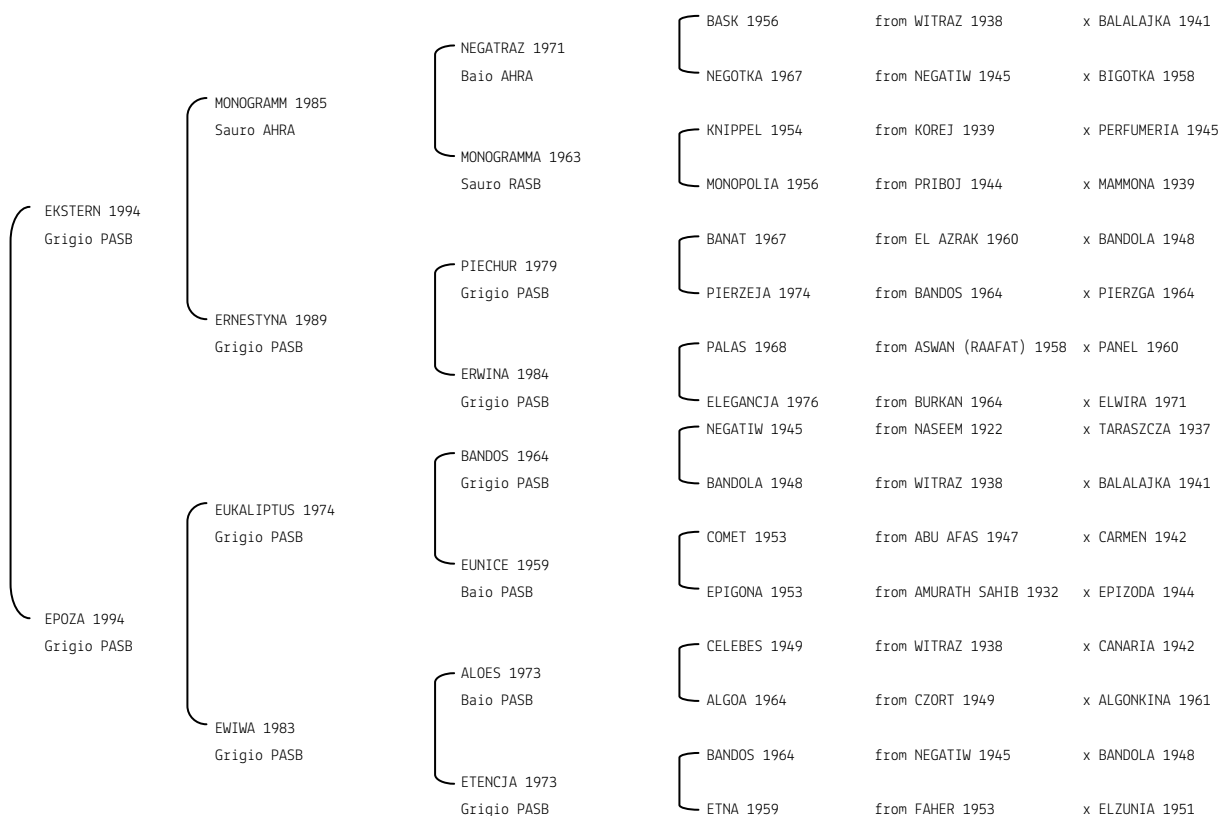 BASK 1956 from WITRAZ 1938 x BALALAJKA 1941
NEGATRAZ 1971
Baio AHRA NEGOTKA 1967 from NEGATIW 1945 x BIGOTKA 1958
MONOGRAMM 1985
Sauro AHRA KNIPPEL 1954 from KOREJ 1939 x PERFUMERIA 1945
MONOGRAMMA 1963
Sauro RASB MONOPOLIA 1956 from PRIBOJ 1944 x MAMMONA 1939
EKSTERN 1994
Grigio PASB BANAT 1967 from EL AZRAK 1960 x BANDOLA 1948
PIECHUR 1979
Grigio PASB PIERZEJA 1974 from BANDOS 1964 x PIERZGA 1964
ERNESTYNA 1989
Grigio PASB PALAS 1968 from ASWAN (RAAFAT) 1958 x PANEL 1960
ERWINA 1984
Grigio PASB ELEGANCJA 1976 from BURKAN 1964 x ELWIRA 1971
NEGATIW 1945 from NASEEM 1922 x TARASZCZA 1937
BANDOS 1964
Grigio PASB BANDOLA 1948 from WITRAZ 1938 x BALALAJKA 1941
EUKALIPTUS 1974
Grigio PASB COMET 1953 from ABU AFAS 1947 x CARMEN 1942
EUNICE 1959
Baio PASB EPIGONA 1953 from AMURATH SAHIB 1932 x EPIZODA 1944
EPOZA 1994
Grigio PASB CELEBES 1949 from WITRAZ 1938 x CANARIA 1942
ALOES 1973
Baio PASB ALGOA 1964 from CZORT 1949 x ALGONKINA 1961
EWIWA 1983
Grigio PASB BANDOS 1964 from NEGATIW 1945 x BANDOLA 1948
ETENCJA 1973
Grigio PASB ETNA 1959 from FAHER 1953 x ELZUNIA 1951